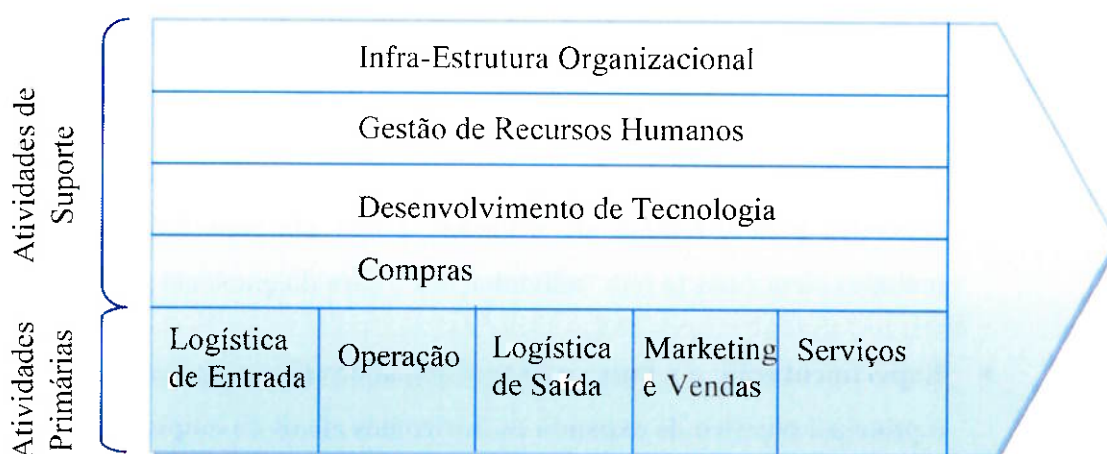 Atividades de
Suporte
Infra-Estrutura Organizacional
Gestão de Recursos Humanos
Desenvolvimento de Tecnologia
Compras
Atividades
Primárias
Logística
de Entrada
Operação
Logística
de Saída
Marketing
e Vendas
Serviços